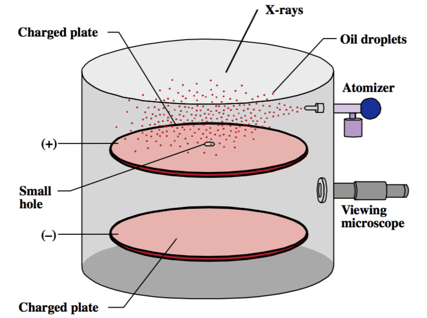 X-rays
Charged plate
Oil droplets
Atomizer
(+)
Small
hole
Viewing
microscope
(–)
Charged plate